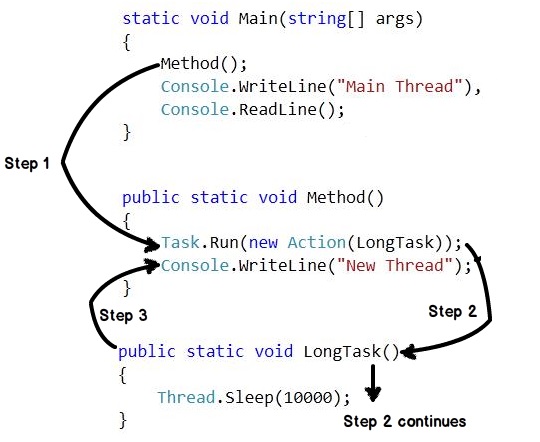 static void Main(string[] args)
{
Method();
Console.WriteLine("Main Thread"),
Console.ReadLine();
}
Step 1
public static void Method()
{
Task.Run(new Action(LongTask));
Console.WriteLine("New Thread");
}
Step 3
Step 2
public static void LongTask()
{
Thread.Sleep(10000);
}
Step 2 continues